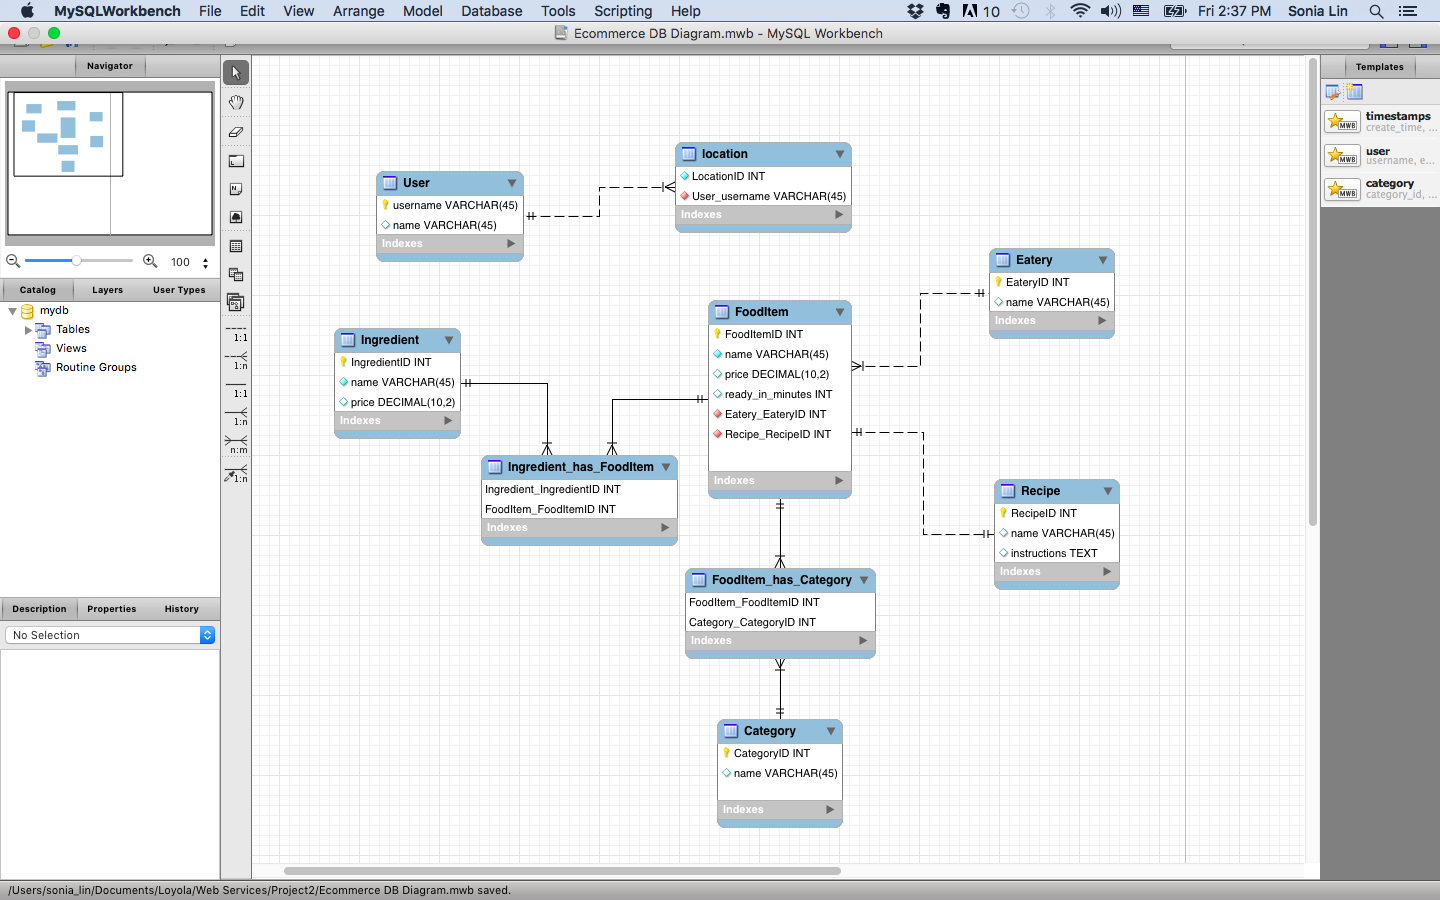 MySQLWorkbench File Edit View Arrange Model Database Tools Scripting Help 10 Fri 2:37 PM Sonia Lin
Ecommerce DB Diagram.mwb - MySQL Workbench
Navigator
100
Catalog Layers User Types
mydb
Tables
Views
Routine Groups
Description Properties History
No Selection
1:1
1:n
1:1
1:n
n:m
1:n
User
username VARCHAR(45)
name VARCHAR(45)
Indexes
location
LocationID INT
User_username VARCHAR(45)
Indexes
Eatery
EateryID INT
name VARCHAR(45)
Indexes
Ingredient
IngredientID INT
name VARCHAR(45)
price DECIMAL(10,2)
Indexes
FoodItem
FoodItemID INT
name VARCHAR(45)
price DECIMAL(10,2)
ready_in_minutes INT
Eatery_EateryID INT
Recipe_RecipeID INT
Indexes
Ingredient_has_FoodItem
Ingredient_IngredientID INT
FoodItem_FoodItemID INT
Indexes
Recipe
RecipeID INT
name VARCHAR(45)
instructions TEXT
Indexes
FoodItem_has_Category
FoodItem_FoodItemID INT
Category_CategoryID INT
Indexes
Category
CategoryID INT
name VARCHAR(45)
Indexes
Templates
MWB timestamps
create_time, ...
MWB user
username, e...
MWB category
category_id, ...
/Users/sonia_lin/Documents/Loyola/Web Services/Project2/Ecommerce DB Diagram.mwb saved.